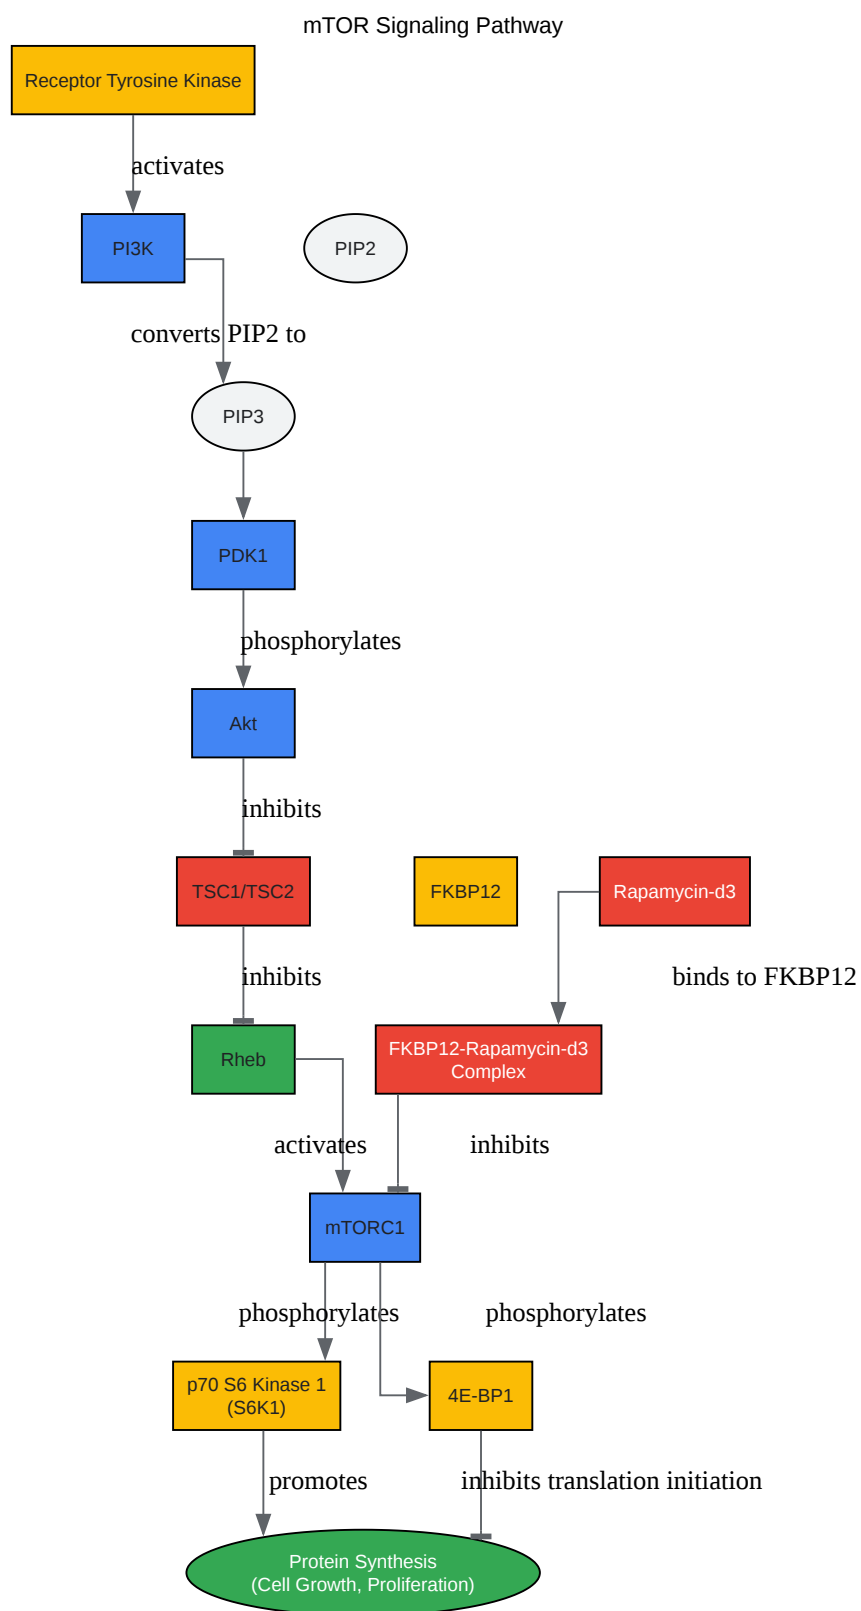 mTOR Signaling Pathway
Receptor Tyrosine Kinase
activates
PI3K
PIP2
converts PIP2 to
PIP3
PDK1
phosphorylates
Akt
inhibits
TSC1/TSC2
FKBP12
Rapamycin-d3
inhibits
binds to FKBP12
Rheb
FKBP12-Rapamycin-d3
Complex
activates
inhibits
mTORC1
phosphorylates
phosphorylates
p70 S6 Kinase 1
(S6K1)
4E-BP1
promotes
inhibits translation initiation
Protein Synthesis
(Cell Growth, Proliferation)